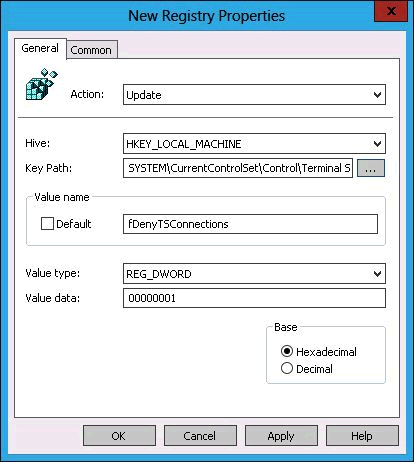 New Registry Properties
X
General Common
Action: Update
Hive: HKEY_LOCAL_MACHINE
Key Path: SYSTEM\CurrentControlSet\Control\Terminal S ...
Value name
Default fDenyTSConnections
Value type: REG_DWORD
Value data: 00000001
Base
Hexadecimal
Decimal
OK Cancel Apply Help